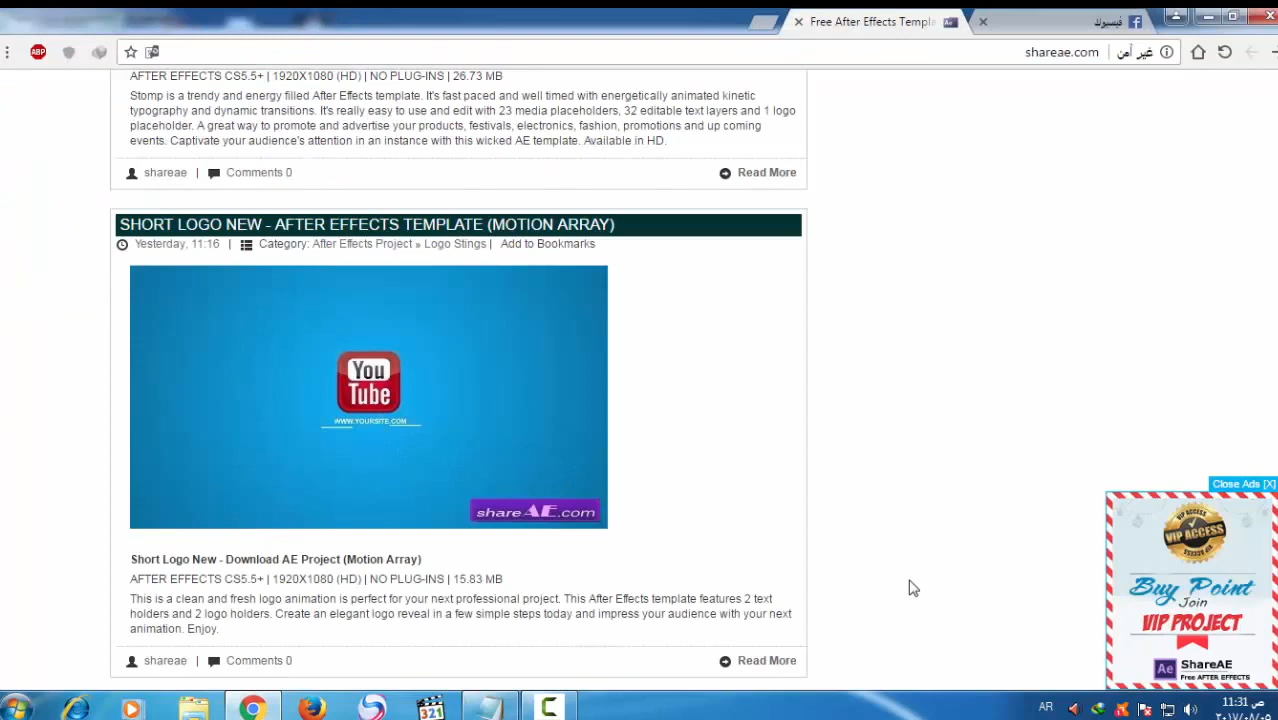 Free After Effects Templa
فيسبوك
ABP
shareae.com
غير آمن
AFTER EFFECTS CS5.5+ | 1920X1080 (HD) | NO PLUG-INS | 26.73 MB
Stomp is a trendy and energy filled After Effects template. It's fast paced and well timed with energetically animated kinetic
typography and dynamic transitions. It's really easy to use and edit with 23 media placeholders, 32 editable text layers and 1 logo
placeholder. A great way to promote and advertise your products, festivals, electronics, fashion, promotions and up coming
events. Captivate your audience's attention in an instance with this wicked AE template. Available in HD.
shareae | Comments 0
Read More
SHORT LOGO NEW - AFTER EFFECTS TEMPLATE (MOTION ARRAY)
Yesterday, 11:16 | Category: After Effects Project » Logo Stings | Add to Bookmarks
You
Tube
WWW.YOURSITE.COM
shareAE.com
Short Logo New - Download AE Project (Motion Array)
AFTER EFFECTS CS5.5+ | 1920X1080 (HD) | NO PLUG-INS | 15.83 MB
This is a clean and fresh logo animation is perfect for your next professional project. This After Effects template features 2 text
holders and 2 logo holders. Create an elegant logo reveal in a few simple steps today and impress your audience with your next
animation. Enjoy.
shareae | Comments 0
Read More
Close Ads [X]
VIP ACCESS
VIP ACCESS
VIP ACCESS
Buy Point
Join
VIP PROJECT
Ae ShareAE
Free AFTER EFFECTS
321
C
AR
11:31 ص